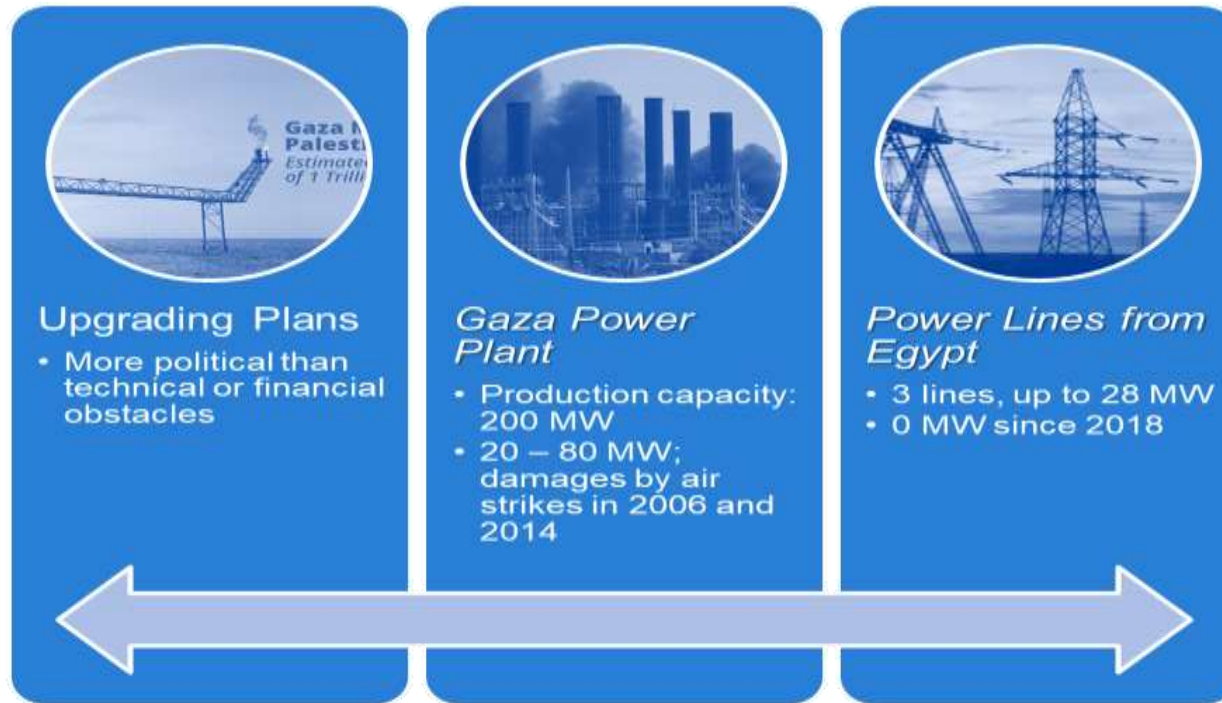 Gaza
Palesti
Estimated
of 1 Trilli
Upgrading Plans
• More political than
technical or financial
obstacles
Gaza Power
Plant
• Production capacity:
200 MW
• 20 – 80 MW;
damages by air
strikes in 2006 and
2014
Power Lines from
Egypt
• 3 lines, up to 28 MW
• 0 MW since 2018